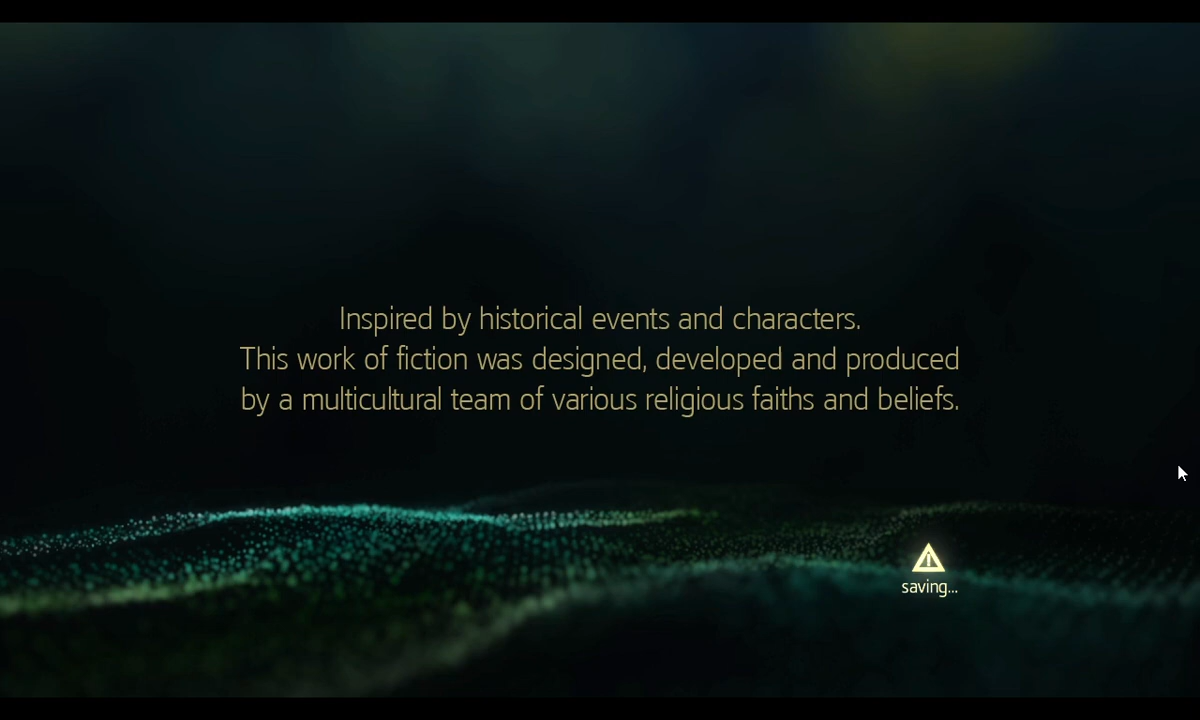 Inspired by historical events and characters.
This work of fiction was designed, developed and produced
by a multicultural team of various religious faiths and beliefs.
saving...